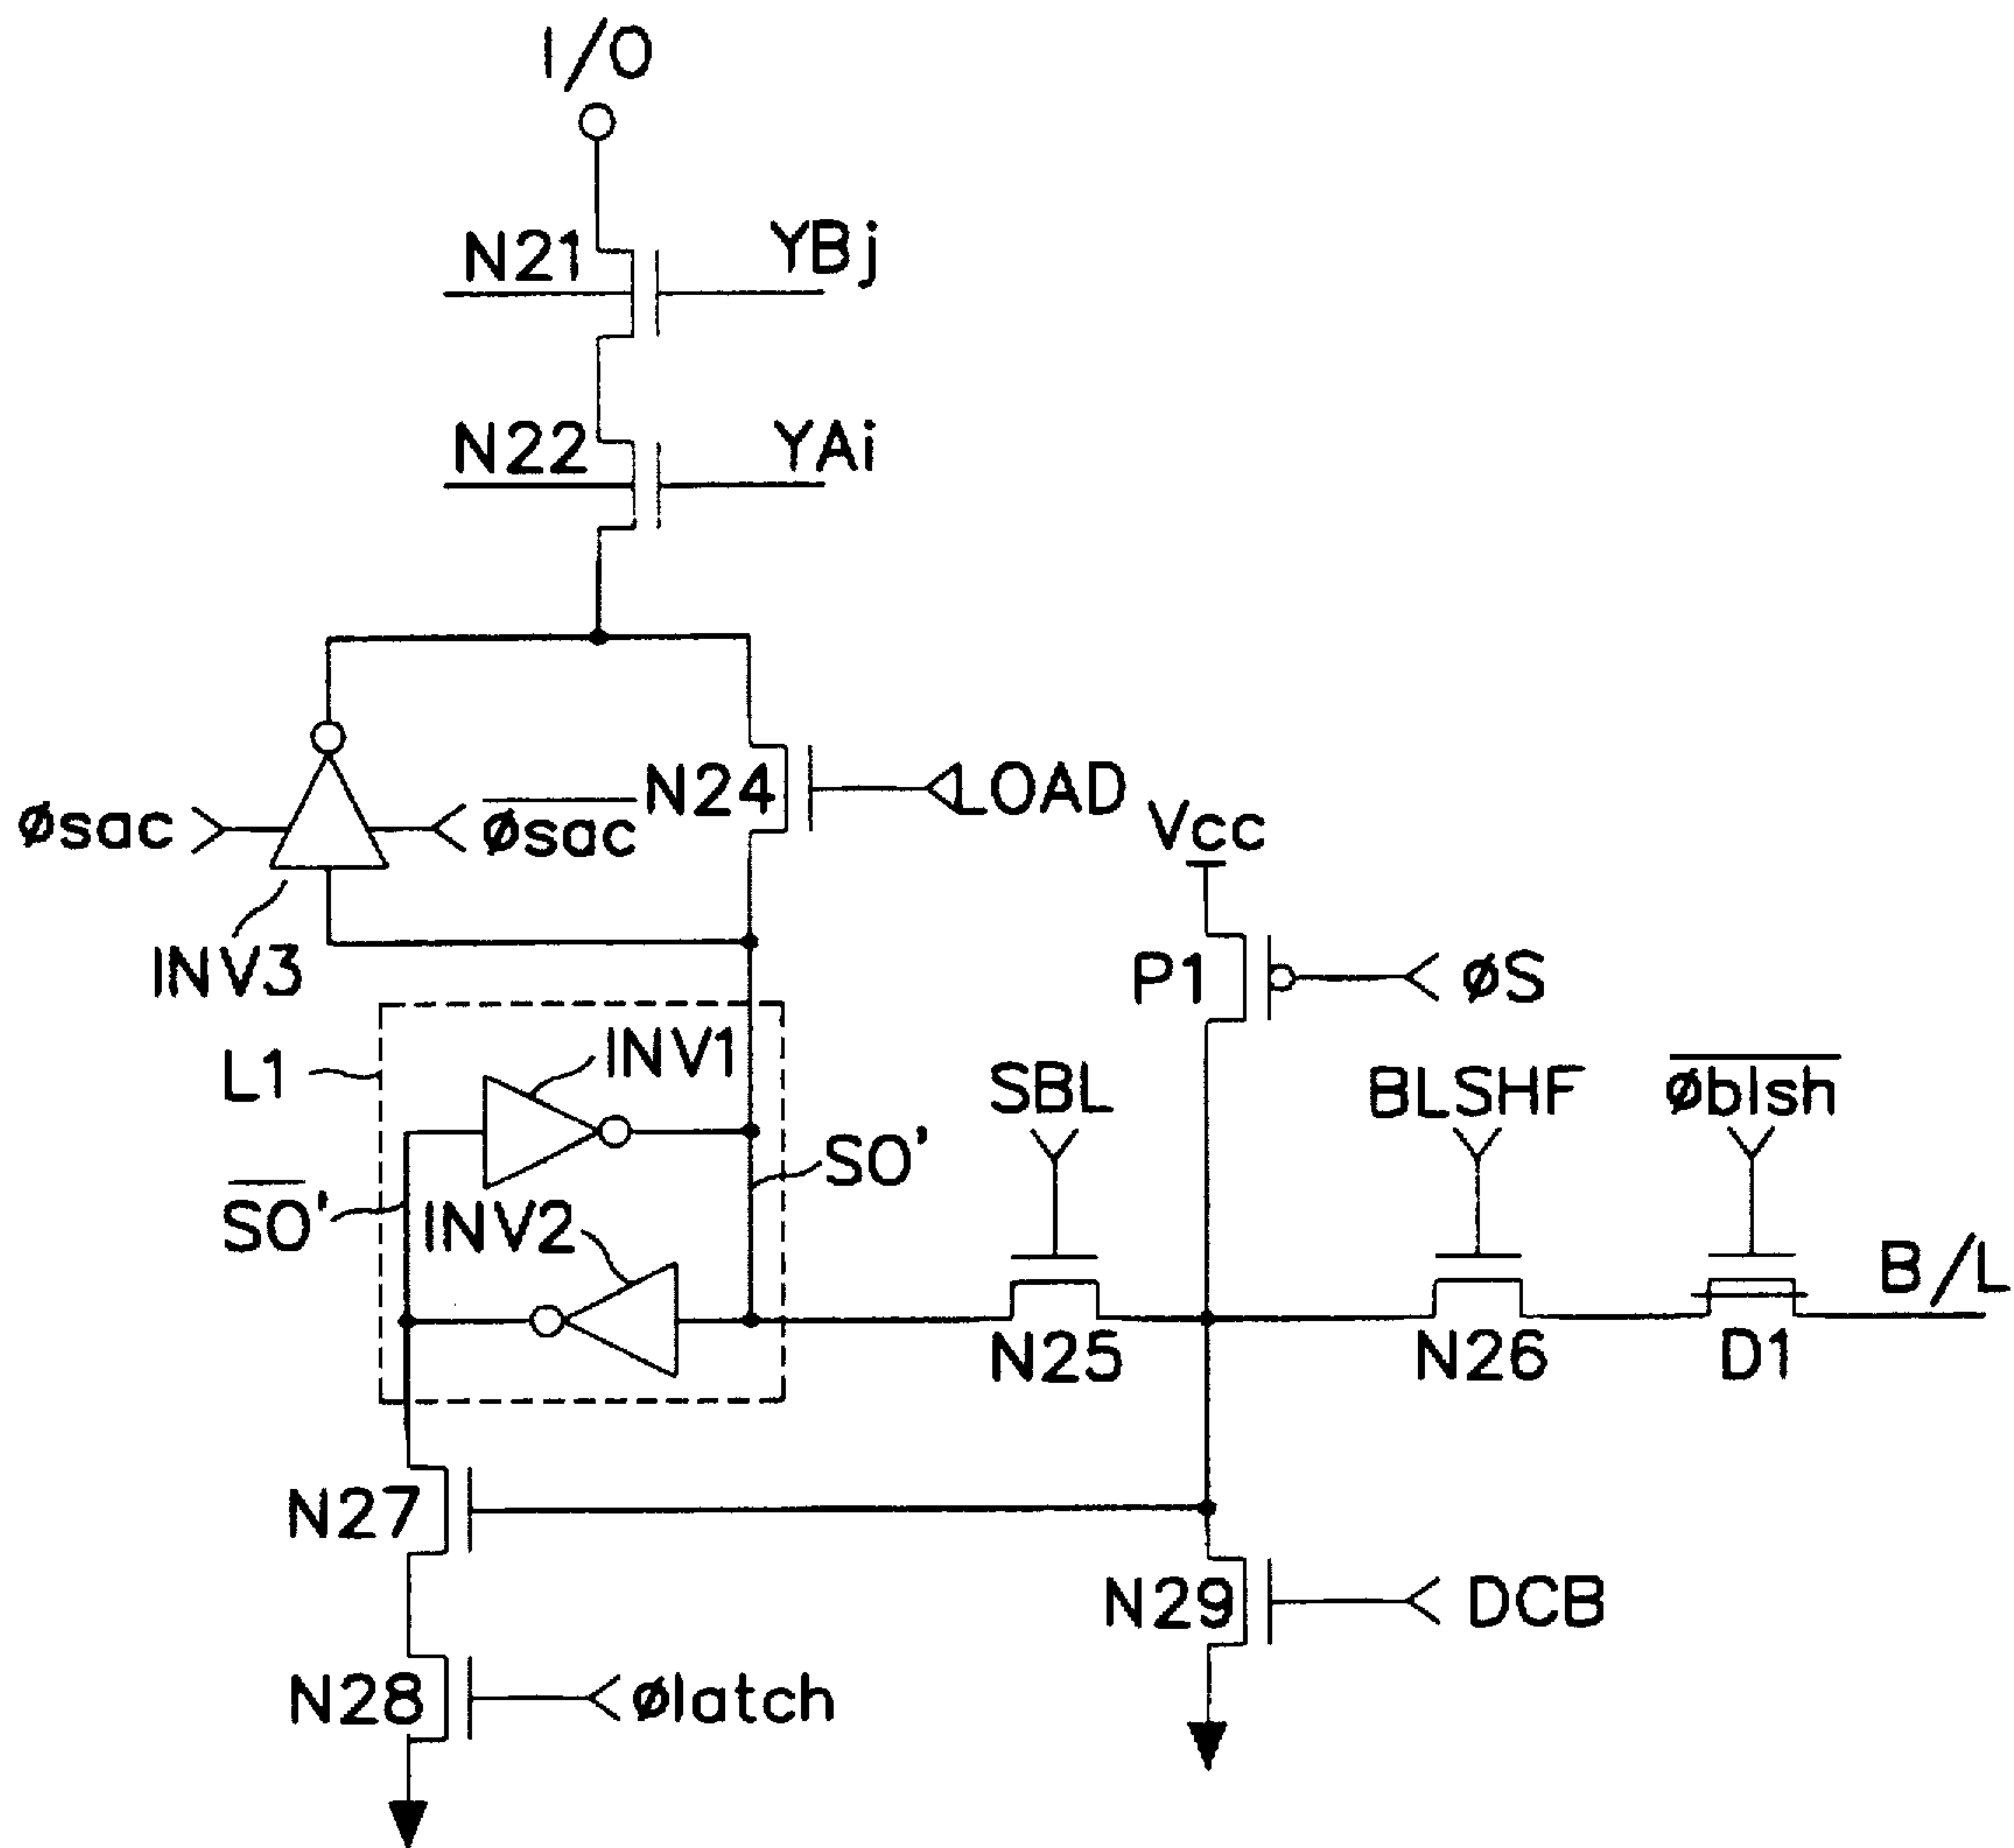 I/O
N21
YBj
N22
YAi
N24
LOAD
Vcc
øsac
øsac
INV3
P1
øS
L1
INV1
SBL
BLSHF
øblsh
SO'
SO'
INV2
B/L
N25
N26
D1
N27
N29
DCB
N28
ølatch